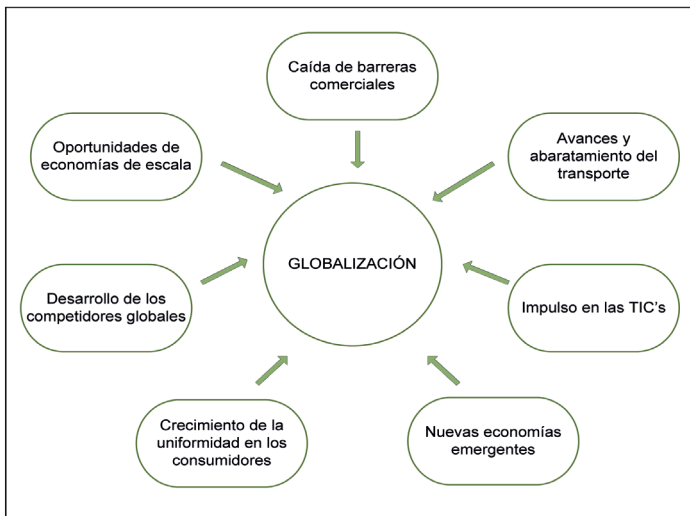 Caída de barreras
comerciales
Oportunidades de
economías de escala
Avances y
abaratamiento del
transporte
GLOBALIZACIÓN
Desarrollo de los
competidores globales
Impulso en las TIC's
Crecimiento de la
uniformidad en los
consumidores
Nuevas economías
emergentes